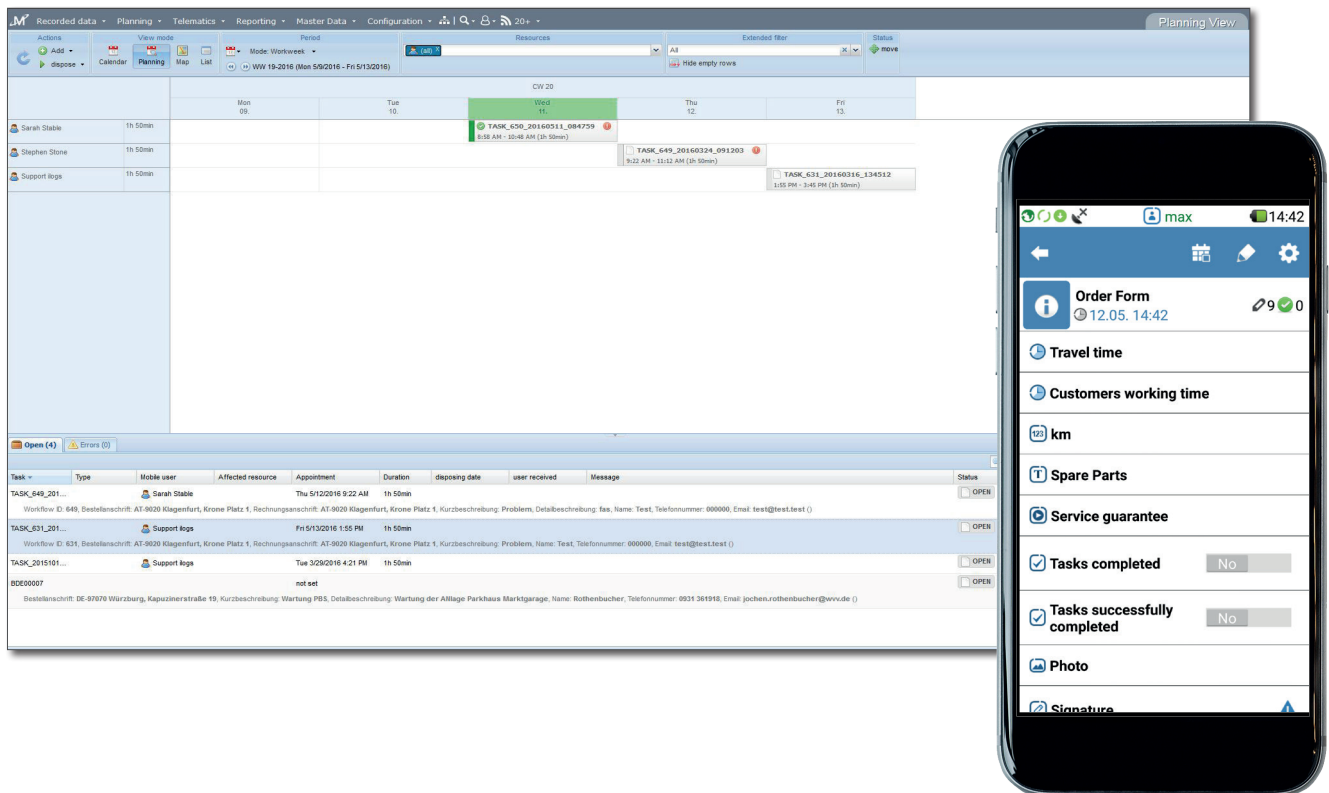 Recorded data Planning Telematics Reporting Master Data Configuration 20+ Planning View
Actions View mode Period Resources Extended filter Status
Add Mode: Workweek (all) All move
dispose Calendar Planning Map List WW 19-2016 (Mon 5/9/2016 - Fri 5/13/2016) Hide empty rows
CW 20
Mon Tue Wed Thu Fri
09. 10. 11. 12. 13.
Sarah Stable 1h 50min TASK_650_20160511_084759
8:58 AM - 10:48 AM (1h 50min)
Stephen Stone 1h 50min TASK_649_20160324_091203
9:22 AM - 11:12 AM (1h 50min)
Support ilogs 1h 50min TASK_631_20160316_134512
1:55 PM - 3:45 PM (1h 50min)
Open (4) Errors (0)
Task Type Mobile user Affected resource Appointment Duration disposing date user received Message Status
TASK_649_201... Sarah Stable Thu 5/12/2016 9:22 AM 1h 50min OPEN
Workflow ID: 649, Bestellanschrift: AT-9020 Klagenfurt, Krone Platz 1, Rechnungsanschrift: AT-9020 Klagenfurt, Krone Platz 1, Kurzbeschreibung: Problem, Detailbeschreibung: fas, Name: Test, Telefonnummer: 000000, Email: test@test.test ()
TASK_631_201... Support ilogs Fri 5/13/2016 1:55 PM 1h 50min OPEN
Workflow ID: 631, Bestellanschrift: AT-9020 Klagenfurt, Krone Platz 1, Rechnungsanschrift: AT-9020 Klagenfurt, Krone Platz 1, Kurzbeschreibung: Problem, Name: Test, Telefonnummer: 000000, Email: test@test.test ()
TASK_2015101... Support ilogs Tue 3/29/2016 4:21 PM 1h 50min OPEN
BDE00007 not set OPEN
Bestellanschrift: DE-97070 Würzburg, Kapuzinerstraße 19, Kurzbeschreibung: Wartung PBS, Detailbeschreibung: Wartung der Afilage Parkhaus Marktgarage, Name: Rothenbucher, Telefonnummer: 0931 361918, Email: jochen.rothenbucher@wvv.de ()
max 14:42
Order Form
12.05. 14:42 9 0
Travel time
Customers working time
123 km
T Spare Parts
Service guarantee
Tasks completed No
Tasks successfully
completed No
Photo
Signature